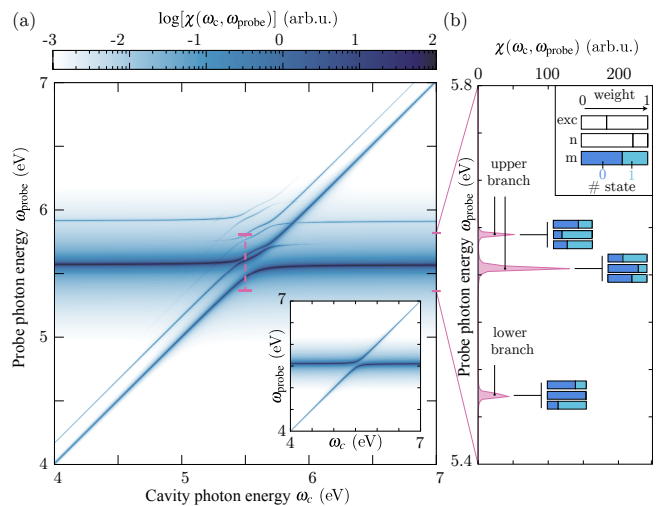 (a)
log[χ(ω_c, ω_probe)] (arb.u.)
-3 -2 -1 0 1 2
7
6
5
4
Probe photon energy ω_probe (eV)
4 5 6 7
Cavity photon energy ω_c (eV)
7
4
ω_probe (eV)
4 7
ω_c (eV)
(b)
χ(ω_c, ω_probe) (arb.u.)
0 100 200
5.8
5.4
Probe photon energy ω_probe (eV)
weight
0 1
exc
n
m
0 1
# state
upper
branch
lower
branch